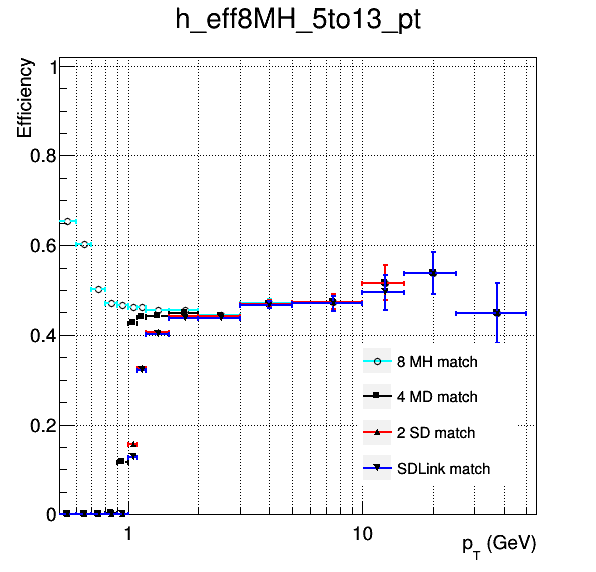 h_eff8MH_5to13_pt
Efficiency
1
0.8
0.6
0.4
0.2
0
8 MH match
4 MD match
2 SD match
SDLink match
1
10
p_T (GeV)